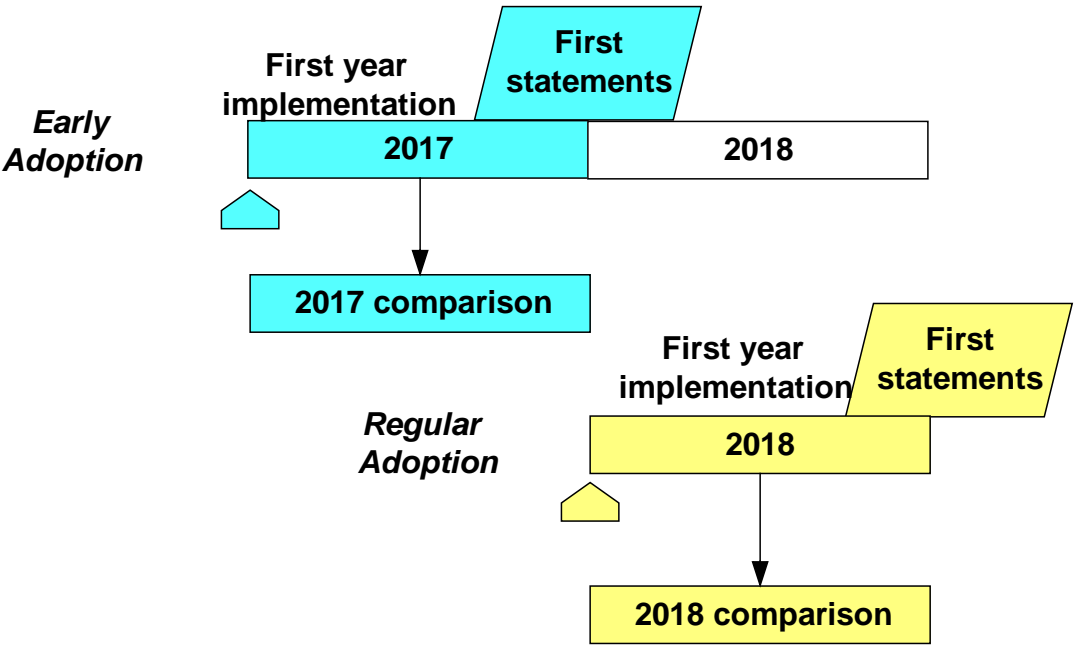 First
statements
First year
implementation
Early
Adoption
2017
2018
2017 comparison
First
statements
First year
implementation
Regular
Adoption
2018
2018 comparison